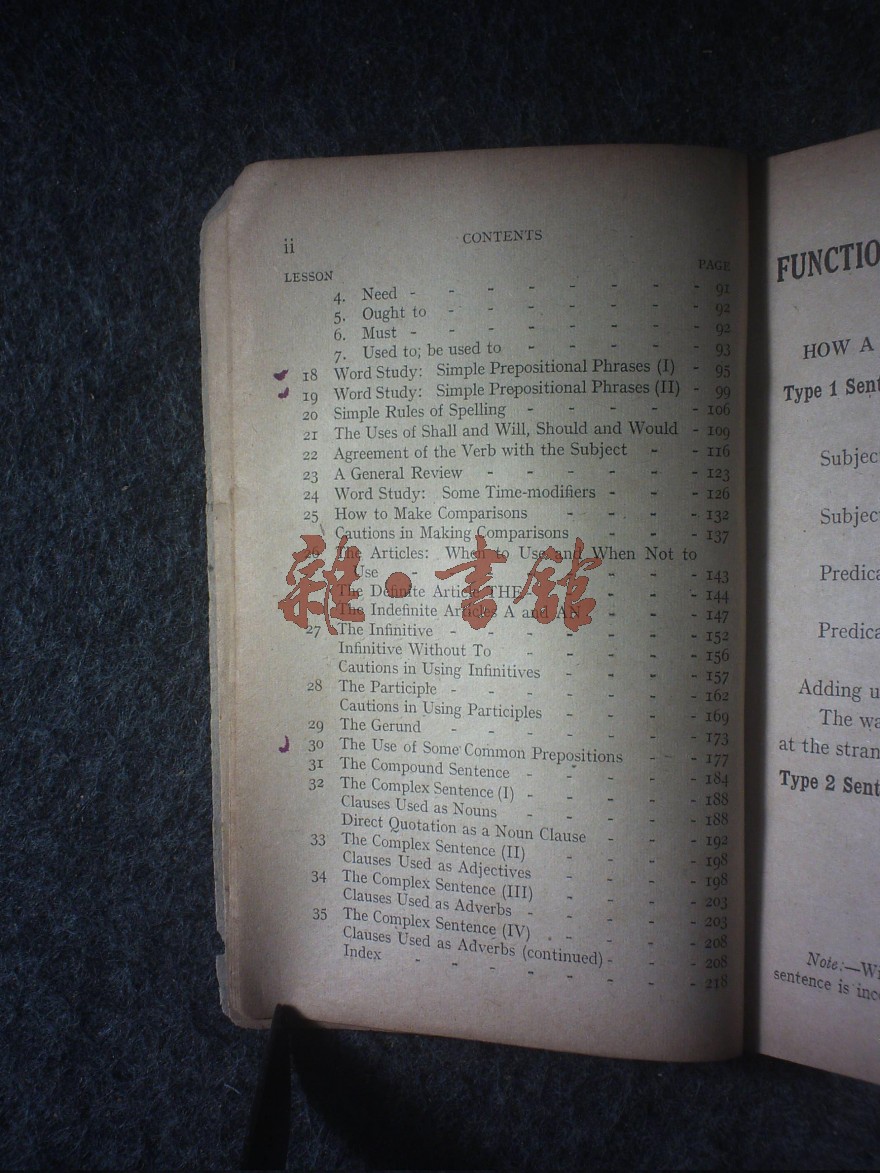 ii
CONTENTS
LESSON PAGE
4. Need - - - - - - - - 91
5. Ought to - - - - - - - 92
6. Must - - - - - - - - 92
7. Used to; be used to - - - - - 93
18 Word Study: Simple Prepositional Phrases (I) - 95
19 Word Study: Simple Prepositional Phrases (II) - 99
20 Simple Rules of Spelling - - - - - 106
21 The Uses of Shall and Will, Should and Would - 109
22 Agreement of the Verb with the Subject - - 116
23 A General Review - - - - - - 123
24 Word Study: Some Time-modifiers - - - 126
25 How to Make Comparisons - - - - 132
Cautions in Making Comparisons - - - - 137
26 The Articles: When to Use and When Not to
Use - - - - - - - - 143
The Definite Article THE - - - - - 144
The Indefinite Articles A and AN - - - 147
27 The Infinitive - - - - - - - 152
Infinitive Without To - - - - - 156
Cautions in Using Infinitives - - - - 157
28 The Participle - - - - - - - 162
Cautions in Using Participles - - - - 169
29 The Gerund - - - - - - - 173
30 The Use of Some Common Prepositions - - 177
31 The Compound Sentence - - - - - 184
32 The Complex Sentence (I) - - - - - 188
Clauses Used as Nouns - - - - - 188
Direct Quotation as a Noun Clause - - - 192
33 The Complex Sentence (II) - - - - 198
Clauses Used as Adjectives - - - - 198
34 The Complex Sentence (III) - - - - 203
Clauses Used as Adverbs - - - - - 203
35 The Complex Sentence (IV) - - - - - 208
Clauses Used as Adverbs (continued) - - - 208
Index - - - - - - - 218
雜·書館
FUNCTIO
HOW A
Type 1 Sent
Subjec
Subjec
Predica
Predica
Adding u
The wa
at the stran
Type 2 Sent
Note:—Wi
sentence is inc